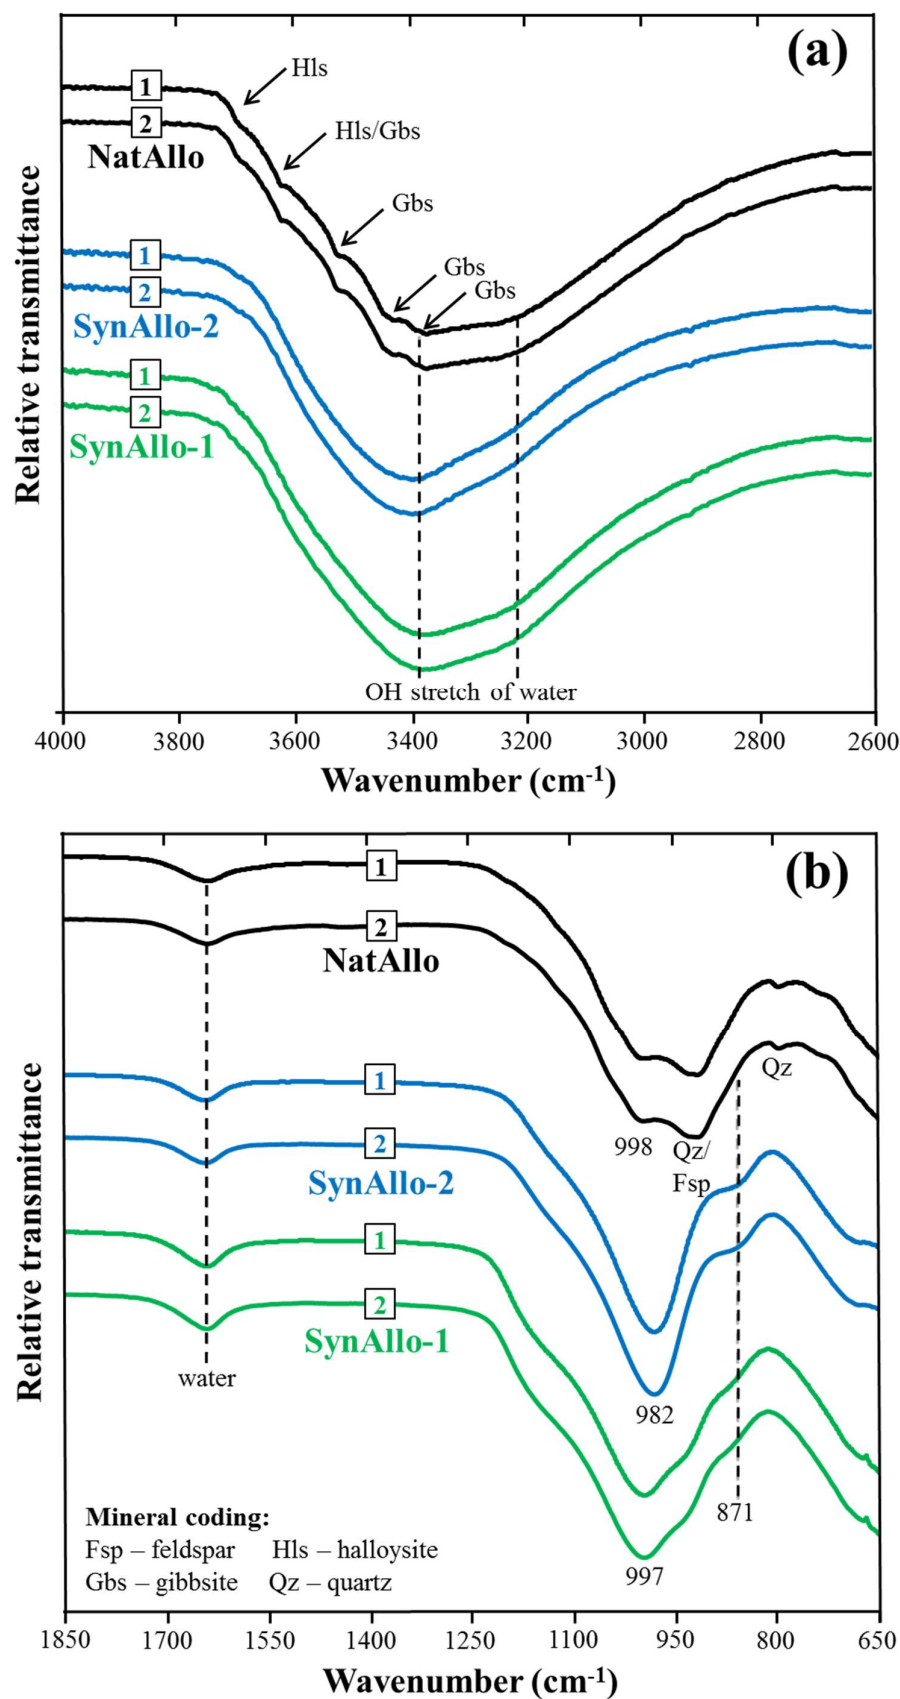 (a)
Relative transmittance
1
2
NatAllo
Hls
Hls/Gbs
Gbs
Gbs
Gbs
1
2
SynAllo-2
1
2
SynAllo-1
OH stretch of water
4000 3800 3600 3400 3200 3000 2800 2600
Wavenumber (cm-1)
(b)
Relative transmittance
1
2
NatAllo
Qz
998
Qz/
Fsp
1
2
SynAllo-2
1
2
SynAllo-1
water
982
871
997
Mineral coding:
Fsp – feldspar Hls – halloysite
Gbs – gibbsite Qz – quartz
1850 1700 1550 1400 1250 1100 950 800 650
Wavenumber (cm-1)